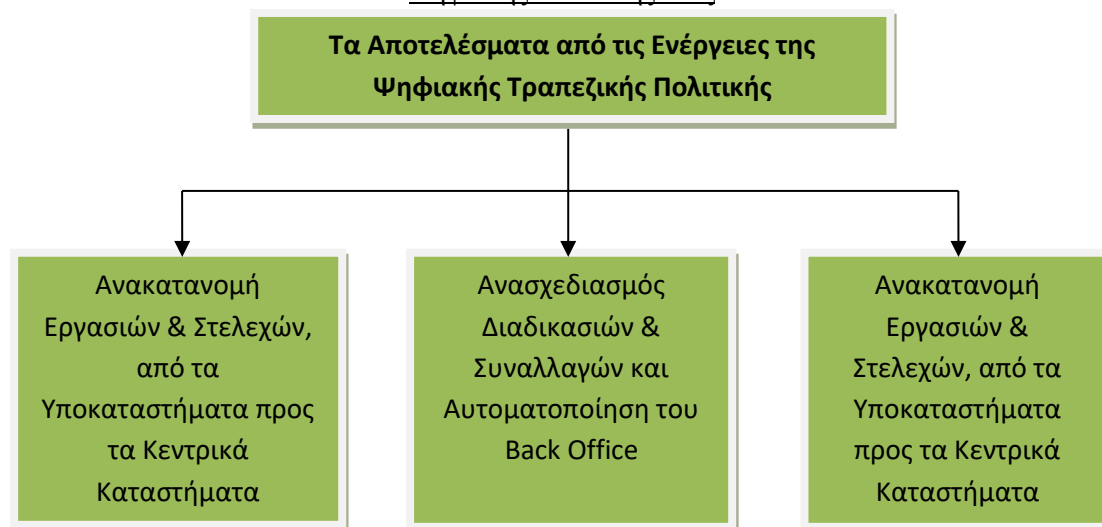 Τα Αποτελέσματα από τις Ενέργειες της
Ψηφιακής Τραπεζικής Πολιτικής
Ανακατανομή
Εργασιών & Στελεχών,
από τα
Υποκαταστήματα προς
τα Κεντρικά
Καταστήματα
Ανασχεδιασμός
Διαδικασιών &
Συναλλαγών και
Αυτοματοποίηση του
Back Office
Ανακατανομή
Εργασιών &
Στελεχών, από τα
Υποκαταστήματα
προς τα Κεντρικά
Καταστήματα